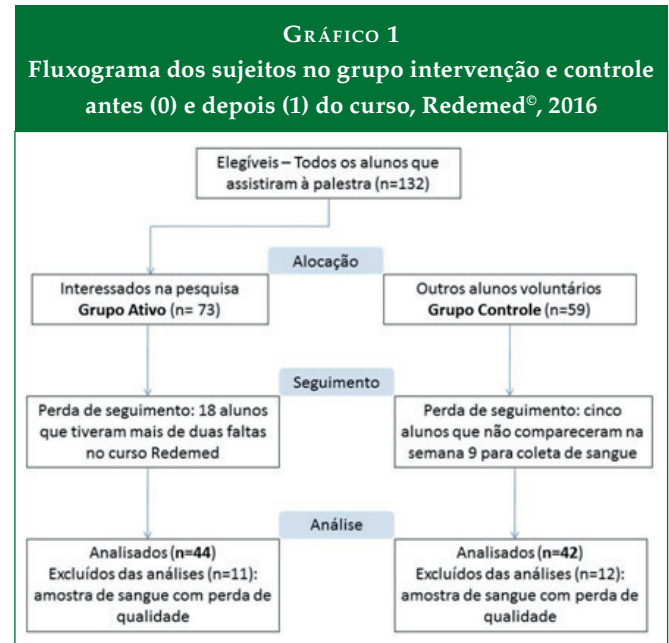 GRÁFICO 1
Fluxograma dos sujeitos no grupo intervenção e controle
antes (0) e depois (1) do curso, Redemed©, 2016
Elegíveis – Todos os alunos que
assistiram à palestra (n=132)
Alocação
Interessados na pesquisa
Grupo Ativo (n= 73)
Outros alunos voluntários
Grupo Controle (n=59)
Seguimento
Perda de seguimento: 18 alunos
que tiveram mais de duas faltas
no curso Redemed
Perda de seguimento: cinco
alunos que não compareceram na
semana 9 para coleta de sangue
Análise
Analisados (n=44)
Excluídos das análises (n=11):
amostra de sangue com perda de
qualidade
Analisados (n=42)
Excluídos das análises (n=12):
amostra de sangue com perda de
qualidade